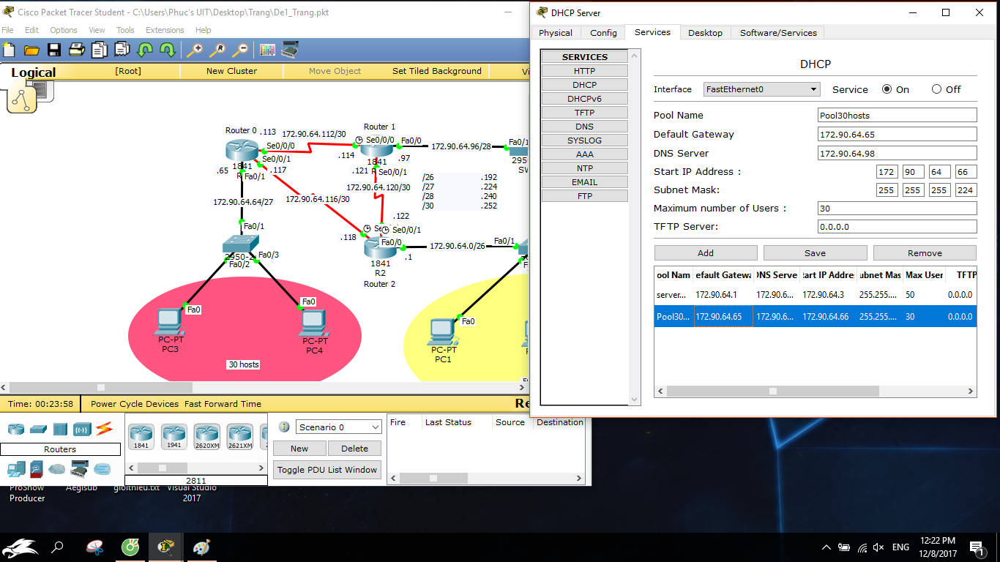 Cisco Packet Tracer Student - C:\Users\Phuc's UIT\Desktop\Trang\De1_Trang.pkt
File Edit Options View Tools Extensions Help
Logical [Root] New Cluster Move Object Set Tiled Background Vi
Router 0
.113
172.90.64.112/30
Router 1
Se0/0/0
Se0/0/0
Fa0/0
172.90.64.96/28
Fa0/1
.114
.97
1841
295
SW
Se0/0/1
.65
1841
R
.117
Fa0/1
.121
R
Se0/0/1
172.90.64.120/30
/26 .192
/27 .224
/28 .240
/30 .252
172.90.64.64/27
172.90.64.116/30
.122
Fa0/1
Se
Se0/0/1
.118
Fa0/0
172.90.64.0/26
Fa0/1
.1
2950-2
Fa0/2
Fa0/3
1841
R2
Router 2
Fa0
Fa0
Fa0
PC-PT
PC3
PC-PT
PC4
PC-PT
PC1
30 hosts
Time: 00:23:58 Power Cycle Devices Fast Forward Time Re
Routers
1841 1941 2620XM 2621XM
2811
Scenario 0
New Delete
Toggle PDU List Window
Fire Last Status Source Destination
DHCP Server
Physical Config Services Desktop Software/Services
SERVICES
HTTP
DHCP
DHCPv6
TFTP
DNS
SYSLOG
AAA
NTP
EMAIL
FTP
DHCP
Interface FastEthernet0 Service On Off
Pool Name Pool30hosts
Default Gateway 172.90.64.65
DNS Server 172.90.64.98
Start IP Address : 172 90 64 66
Subnet Mask: 255 255 255 224
Maximum number of Users : 30
TFTP Server: 0.0.0.0
Add Save Remove
ool Nam efault Gatewa NS Serve art IP Addre ubnet Mas Max User TFTP
server... 172.90.64.1 172.90.6... 172.90.64.3 255.255.... 50 0.0.0.0
Pool30... 172.90.64.65 172.90.6... 172.90.64.66 255.255.... 30 0.0.0.0
ProShow
Producer
Aegisub
gioithieu.txt
Visual Studio
2017
ENG
12:22 PM
12/8/2017
1